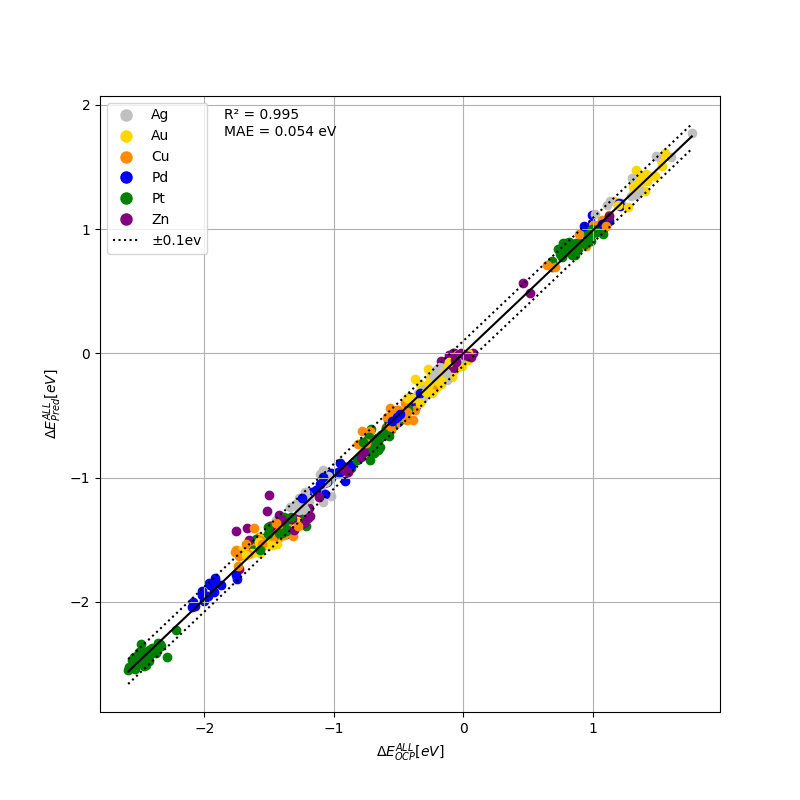 Ag
Au
Cu
Pd
Pt
Zn
±0.1ev
R² = 0.995
MAE = 0.054 eV
2
1
0
−1
−2
−2
−1
0
1
ΔE^{ALL}_{Pred}[eV]
ΔE^{ALL}_{OCP}[eV]